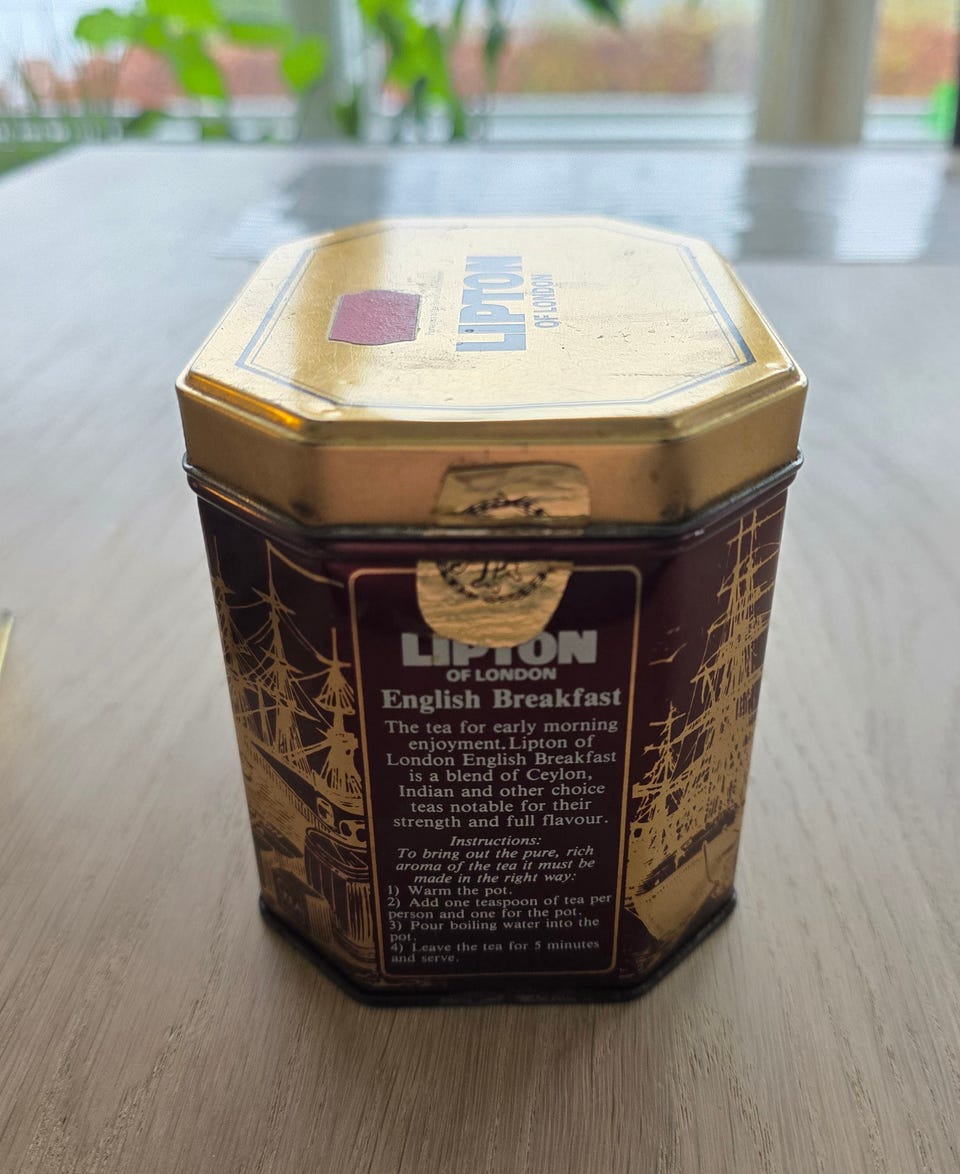 LIPTON
OF LONDON
LIPTON
OF LONDON
English Breakfast
The tea for early morning
enjoyment. Lipton of
London English Breakfast
is a blend of Ceylon,
Indian and other choice
teas notable for their
strength and full flavour.
Instructions:
To bring out the pure, rich
aroma of the tea it must be
made in the right way:
1) Warm the pot.
2) Add one teaspoon of tea per
person and one for the pot.
3) Pour boiling water into the
pot.
4) Leave the tea for 5 minutes
and serve.